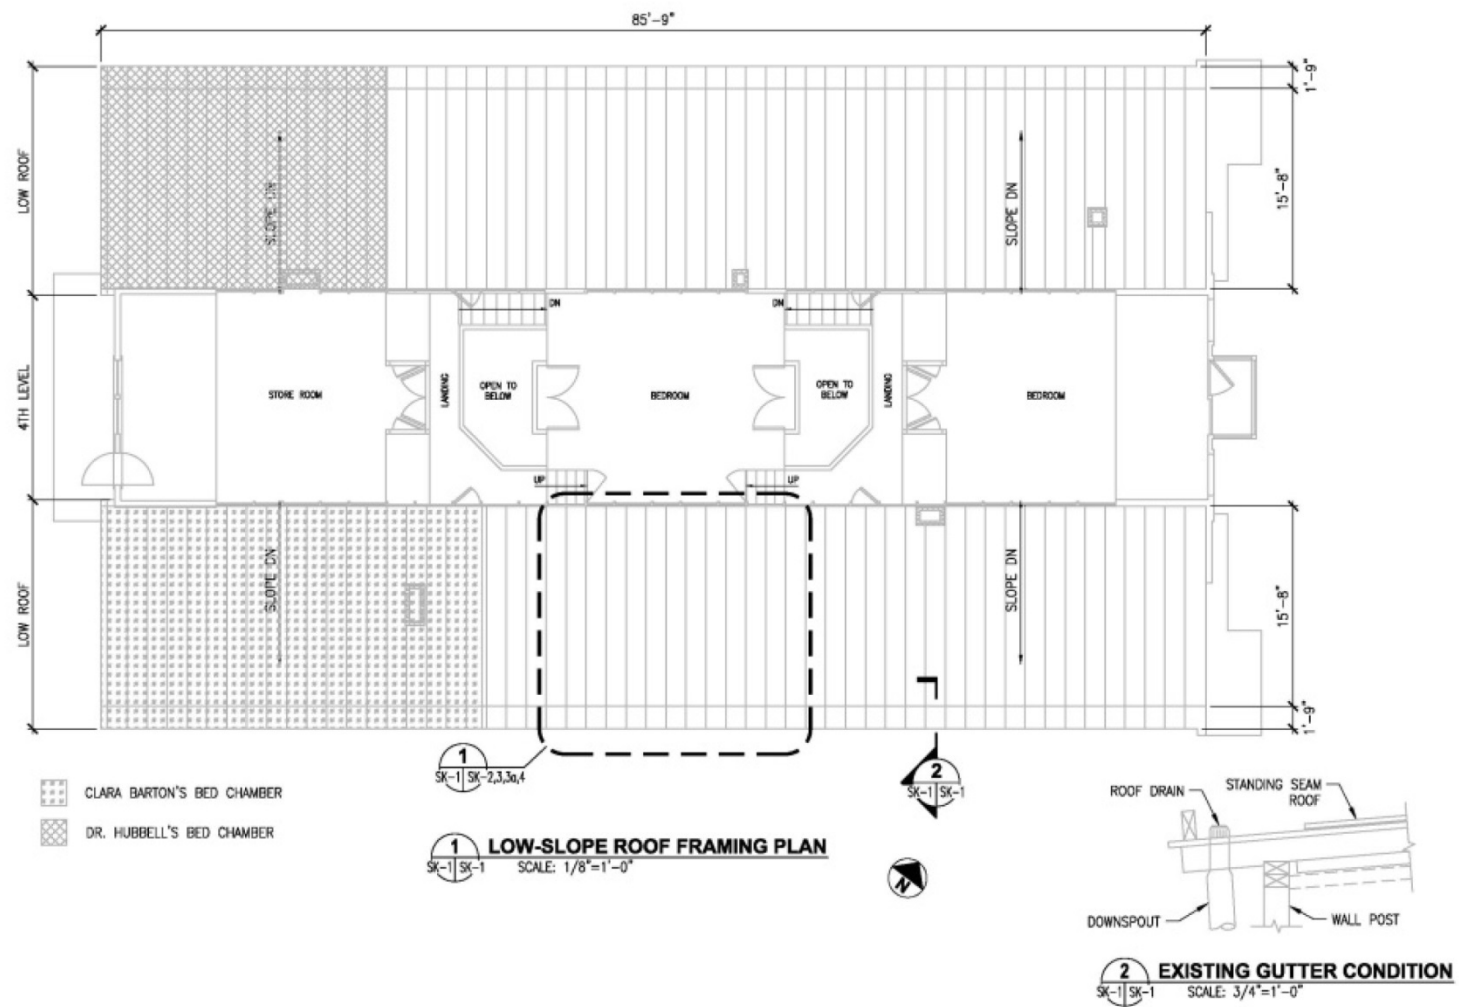 85'-9"
1'-9"
LOW ROOF
SLOPE DN
SLOPE DN
15'-8"
DN
DN
4TH LEVEL
STORE ROOM
LANDING
OPEN TO
BELOW
BEDROOM
OPEN TO
BELOW
LANDING
BEDROOM
UP
UP
LOW ROOF
SLOPE DN
SLOPE DN
15'-8"
1'-9"
1
SK-1 SK-2,3,3a,4
2
SK-1 SK-1
CLARA BARTON'S BED CHAMBER
DR. HUBBELL'S BED CHAMBER
1 LOW-SLOPE ROOF FRAMING PLAN
SK-1 SK-1 SCALE: 1/8"=1'-0"
N
ROOF DRAIN
STANDING SEAM
ROOF
DOWNSPOUT
WALL POST
2 EXISTING GUTTER CONDITION
SK-1 SK-1 SCALE: 3/4"=1'-0"